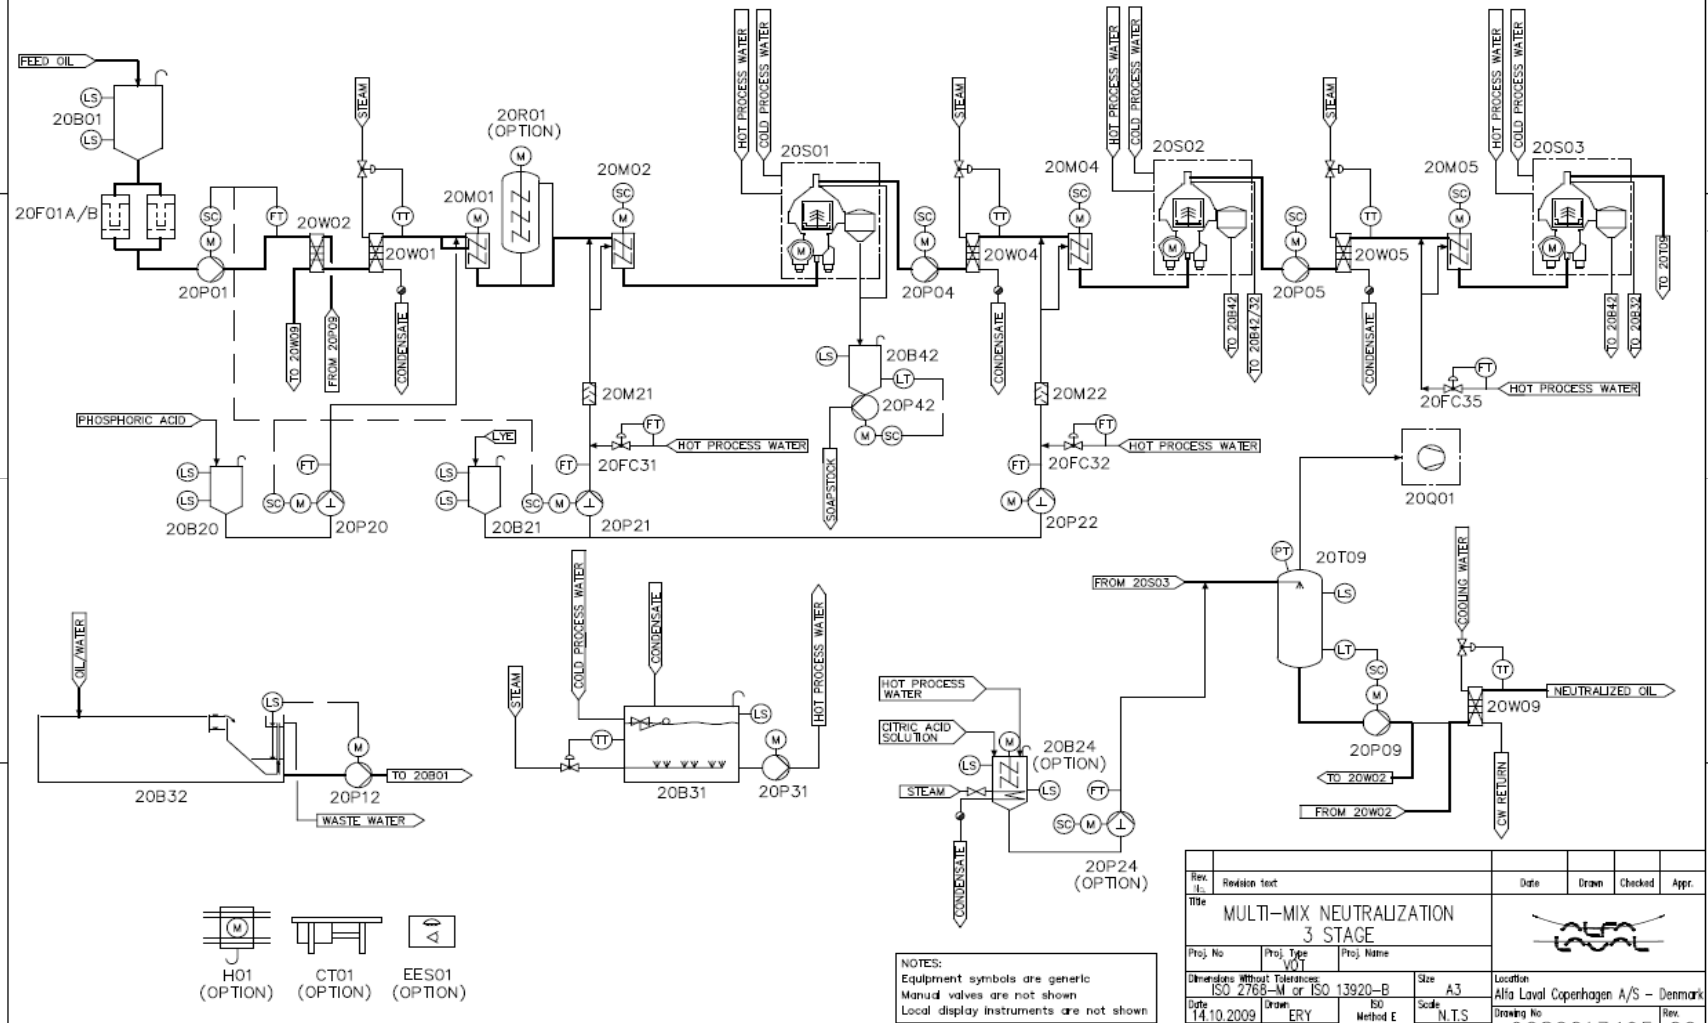 FEED OIL
LS
20B01
LS
20F01A/B
SC
M
20P01
FT
20W02
STEAM
TT
20W01
TO 20W09
FROM 20P09
CONDENSATE
20M01
M
20R01
(OPTION)
M
20M02
SC
M
HOT PROCESS WATER
COLD PROCESS WATER
20S01
M
SC
M
20P04
STEAM
TT
20W04
CONDENSATE
20M04
SC
M
HOT PROCESS WATER
COLD PROCESS WATER
20S02
M
TO 20B42
TO 20B42/32
SC
M
20P05
STEAM
TT
20W05
CONDENSATE
20M05
SC
M
HOT PROCESS WATER
COLD PROCESS WATER
20S03
M
TO 20B42
TO 20B32
TO 20T09
PHOSPHORIC ACID
LS
LS
20B20
FT
SC
M
20P20
LYE
LS
LS
20B21
20M21
FT
20FC31
HOT PROCESS WATER
FT
SC
M
20P21
LS
20B42
LT
20P42
M
SC
SOAPSTOCK
20M22
FT
20FC32
HOT PROCESS WATER
FT
M
20P22
FT
20FC35
HOT PROCESS WATER
20Q01
OIL/WATER
LS
M
20B32
20P12
TO 20B01
WASTE WATER
STEAM
COLD PROCESS WATER
CONDENSATE
HOT PROCESS WATER
LS
TT
M
20B31
20P31
HOT PROCESS
WATER
CITRIC ACID
SOLUTION
M
20B24
(OPTION)
LS
LS
STEAM
CONDENSATE
FT
SC
M
20P24
(OPTION)
FROM 20S03
PT
20T09
LS
LT
SC
M
20P09
COOLING WATER
TT
20W09
NEUTRALIZED OIL
TO 20W02
FROM 20W02
CW RETURN
M
H01
(OPTION)
CT01
(OPTION)
EES01
(OPTION)
NOTES:
Equipment symbols are generic
Manual valves are not shown
Local display instruments are not shown
Rev.
No.
Revision text
Date
Drawn
Checked
Appr.
Title
MULTI-MIX NEUTRALIZATION
3 STAGE
ALFA
LAVAL
Proj. No
Proj. Type
VOT
Proj. Name
Dimensions Without Tolerances:
ISO 2768-M or ISO 13920-B
Size
A3
Location
Alfa Laval Copenhagen A/S - Denmark
Date
14.10.2009
Drawn
ERY
ISO
Method E
Scale
N.T.S
Drawing No
Rev.